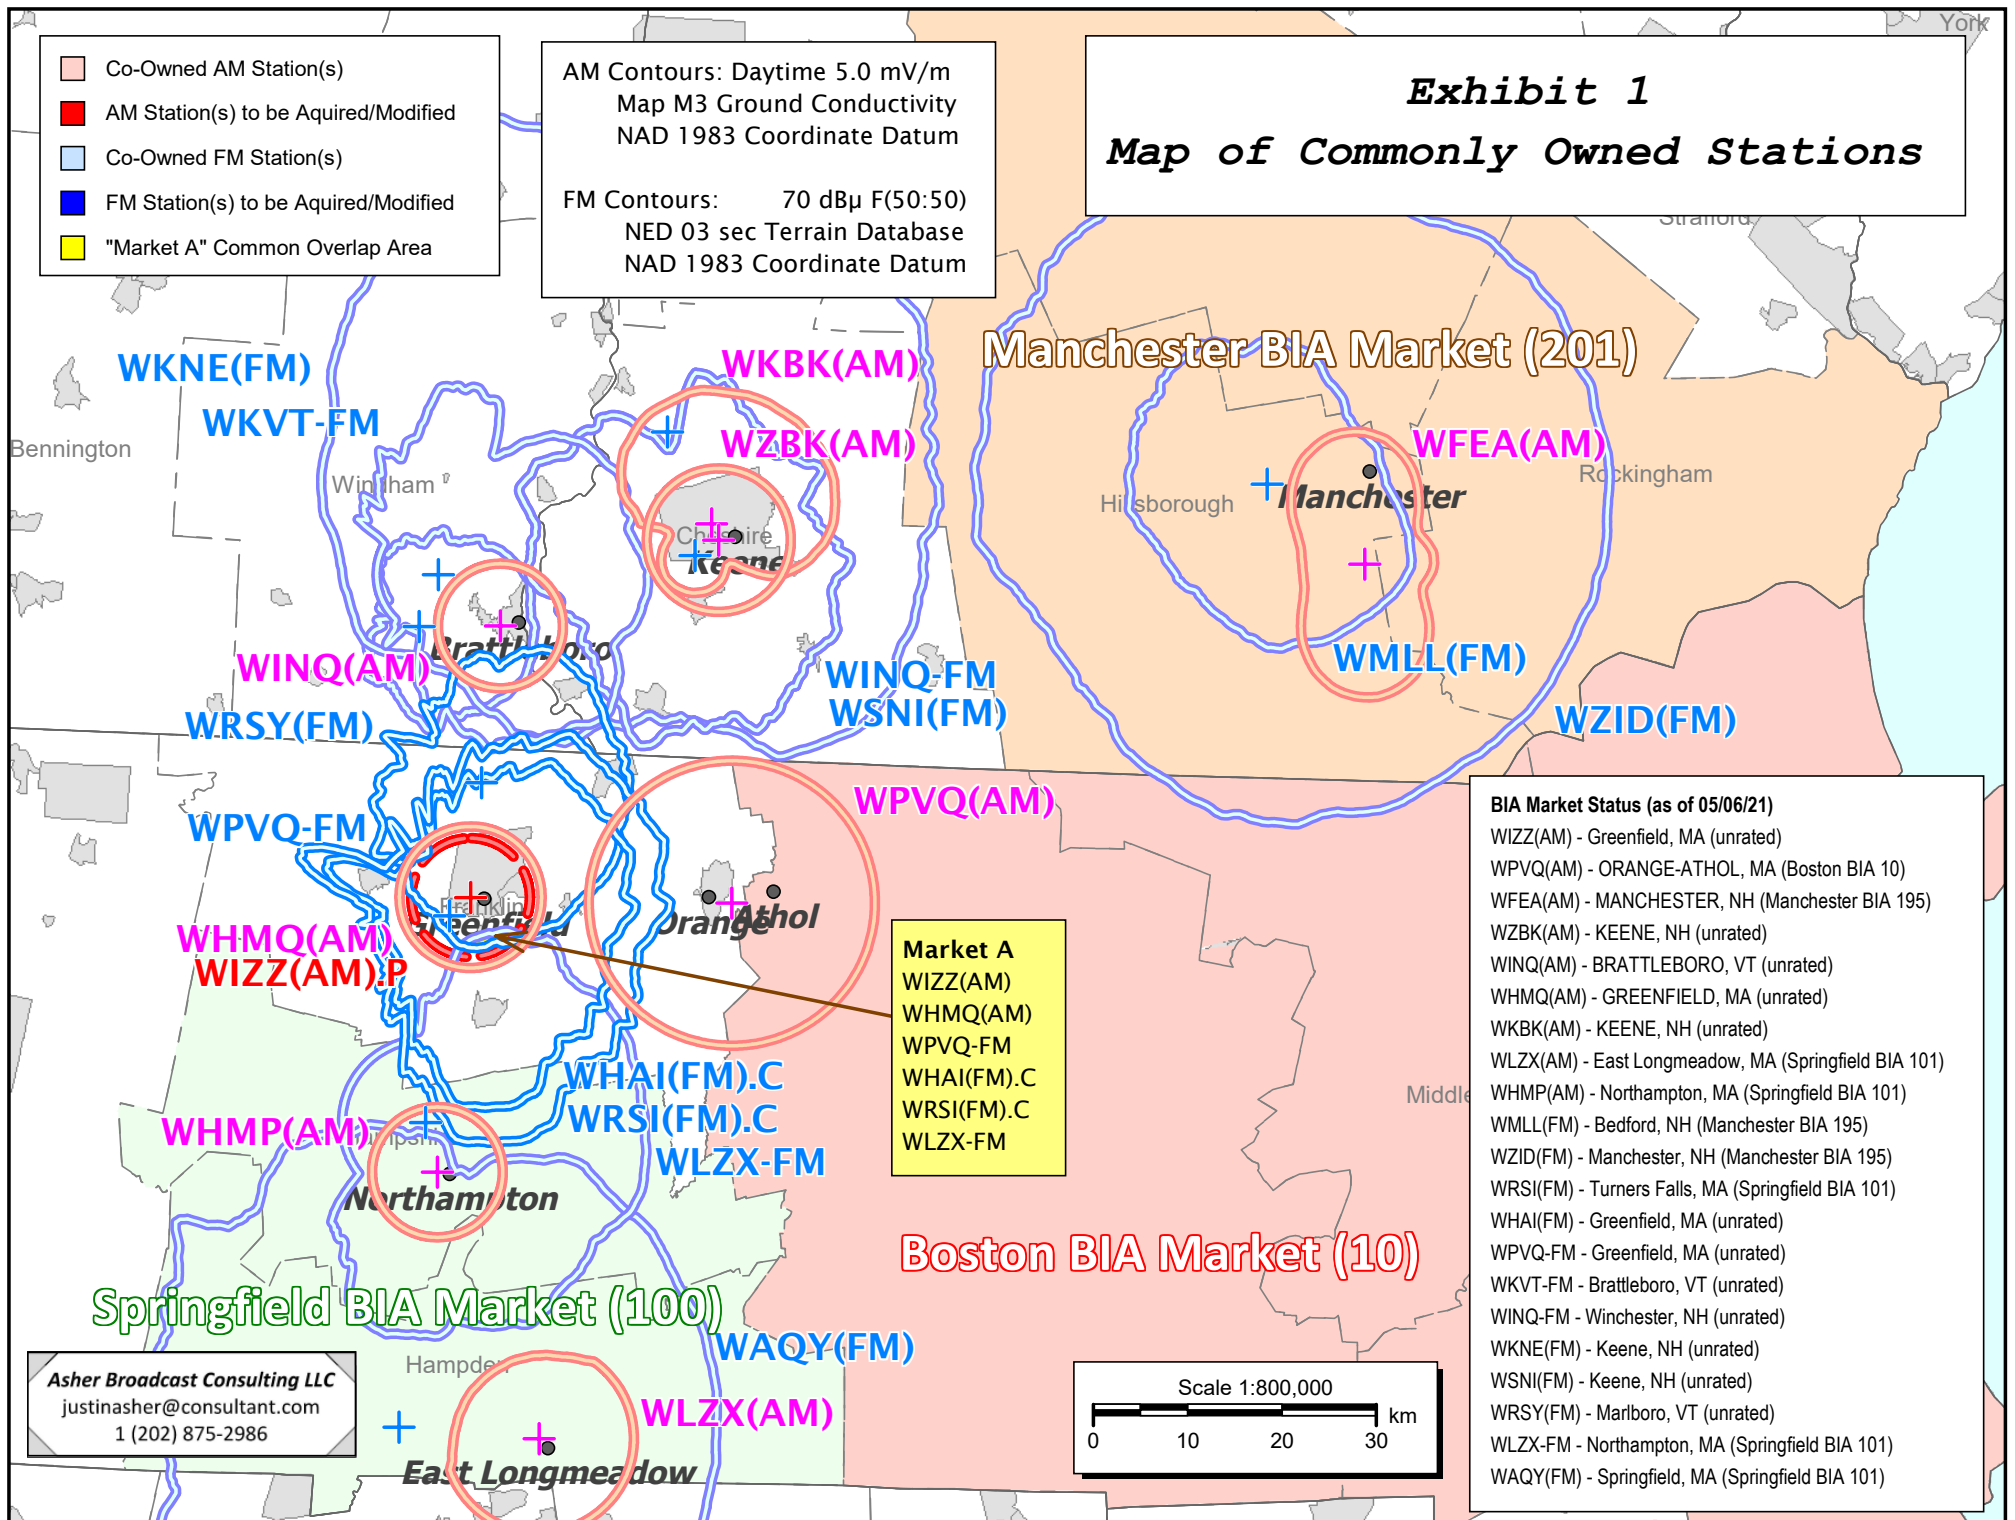 Co-Owned AM Station(s)
AM Station(s) to be Aquired/Modified
Co-Owned FM Station(s)
FM Station(s) to be Aquired/Modified
"Market A" Common Overlap Area
AM Contours: Daytime 5.0 mV/m
Map M3 Ground Conductivity
NAD 1983 Coordinate Datum
FM Contours: 70 dBµ F(50:50)
NED 03 sec Terrain Database
NAD 1983 Coordinate Datum
Exhibit 1
Map of Commonly Owned Stations
York
Strafford
Manchester BIA Market (201)
WKNE(FM)
WKBK(AM)
WKVT-FM
WZBK(AM)
WFEA(AM)
Bennington
Windham
Rockingham
Hillsborough
Manchester
Cheshire
Keene
Brattleboro
WINQ(AM)
WINQ-FM
WSNI(FM)
WMLL(FM)
WRSY(FM)
WZID(FM)
WPVQ(AM)
WPVQ-FM
Franklin
Greenfield
Orange
Athol
WHMQ(AM)
WIZZ(AM).P
Market A
WIZZ(AM)
WHMQ(AM)
WPVQ-FM
WHAI(FM).C
WRSI(FM).C
WLZX-FM
WHAI(FM).C
WRSI(FM).C
WHMP(AM)
WLZX-FM
Northampton
Middle
Boston BIA Market (10)
Springfield BIA Market (100)
WAQY(FM)
Hampden
WLZX(AM)
East Longmeadow
BIA Market Status (as of 05/06/21)
WIZZ(AM) - Greenfield, MA (unrated)
WPVQ(AM) - ORANGE-ATHOL, MA (Boston BIA 10)
WFEA(AM) - MANCHESTER, NH (Manchester BIA 195)
WZBK(AM) - KEENE, NH (unrated)
WINQ(AM) - BRATTLEBORO, VT (unrated)
WHMQ(AM) - GREENFIELD, MA (unrated)
WKBK(AM) - KEENE, NH (unrated)
WLZX(AM) - East Longmeadow, MA (Springfield BIA 101)
WHMP(AM) - Northampton, MA (Springfield BIA 101)
WMLL(FM) - Bedford, NH (Manchester BIA 195)
WZID(FM) - Manchester, NH (Manchester BIA 195)
WRSI(FM) - Turners Falls, MA (Springfield BIA 101)
WHAI(FM) - Greenfield, MA (unrated)
WPVQ-FM - Greenfield, MA (unrated)
WKVT-FM - Brattleboro, VT (unrated)
WINQ-FM - Winchester, NH (unrated)
WKNE(FM) - Keene, NH (unrated)
WSNI(FM) - Keene, NH (unrated)
WRSY(FM) - Marlboro, VT (unrated)
WLZX-FM - Northampton, MA (Springfield BIA 101)
WAQY(FM) - Springfield, MA (Springfield BIA 101)
Asher Broadcast Consulting LLC
justinasher@consultant.com
1 (202) 875-2986
Scale 1:800,000
km
0 10 20 30